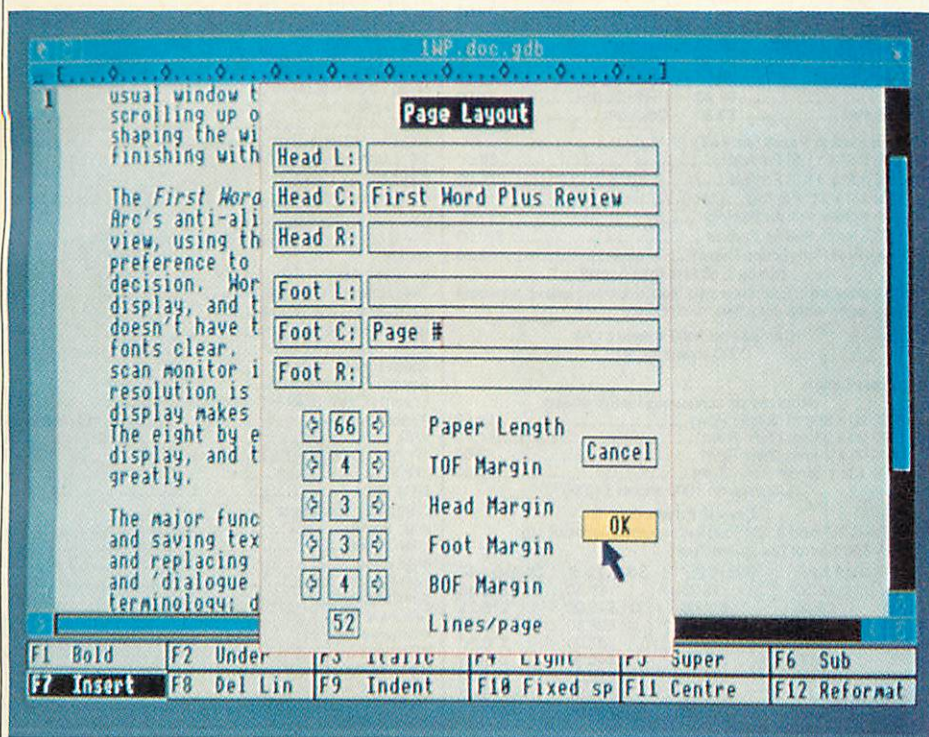 1WP.doc.gdb
1
usual window t
scrolling up o
shaping the wi
finishing with
The First Word
Arc's anti-ali
view, using th
preference to
decision. Wor
display, and t
doesn't have t
fonts clear.
scan monitor i
resolution is
display makes
The eight by e
display, and t
greatly.
The major func
and saving tex
and replacing
and 'dialogue
terminology: d
Page Layout
Head L:
Head C: First Word Plus Review
Head R:
Foot L:
Foot C: Page #
Foot R:
66 Paper Length
4 TOF Margin
3 Head Margin
3 Foot Margin
4 BOF Margin
52 Lines/page
Cancel
OK
F1 Bold F2 Under F3 Italic F4 Light F5 Super F6 Sub
F7 Insert F8 Del Lin F9 Indent F10 Fixed sp F11 Centre F12 Reformat